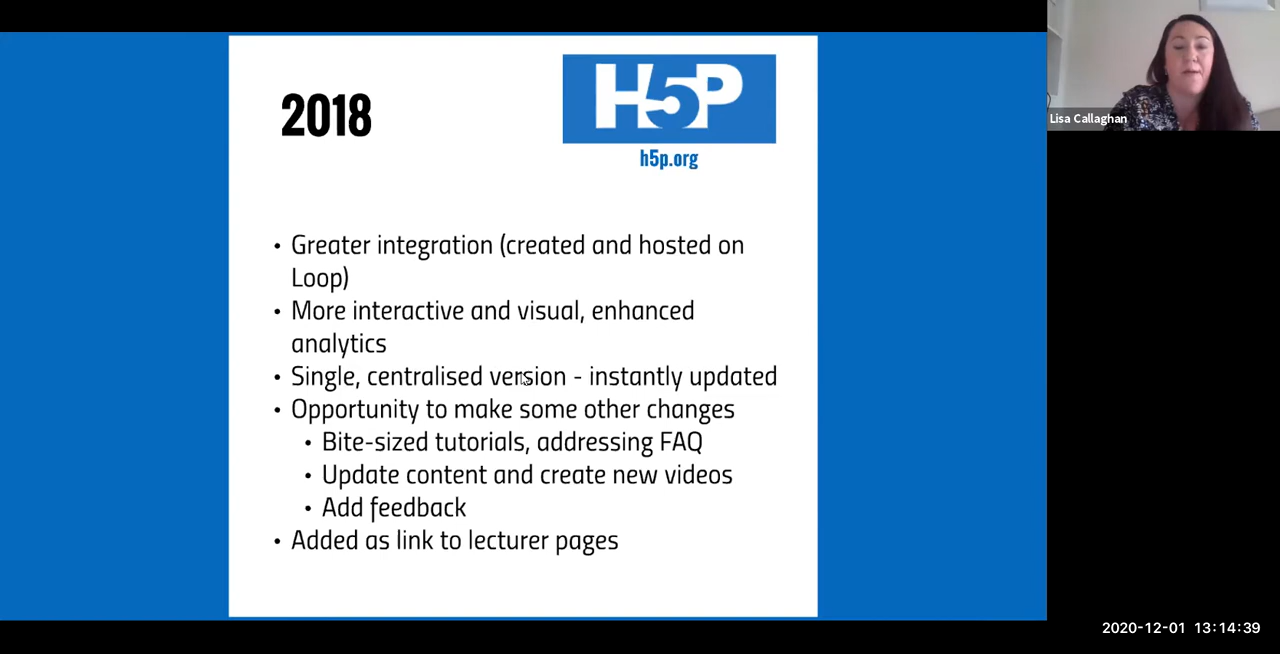 2018
H5P
h5p.org
• Greater integration (created and hosted on
Loop)
• More interactive and visual, enhanced
analytics
• Single, centralised version - instantly updated
• Opportunity to make some other changes
• Bite-sized tutorials, addressing FAQ
• Update content and create new videos
• Add feedback
• Added as link to lecturer pages
Lisa Callaghan
2020-12-01 13:14:39